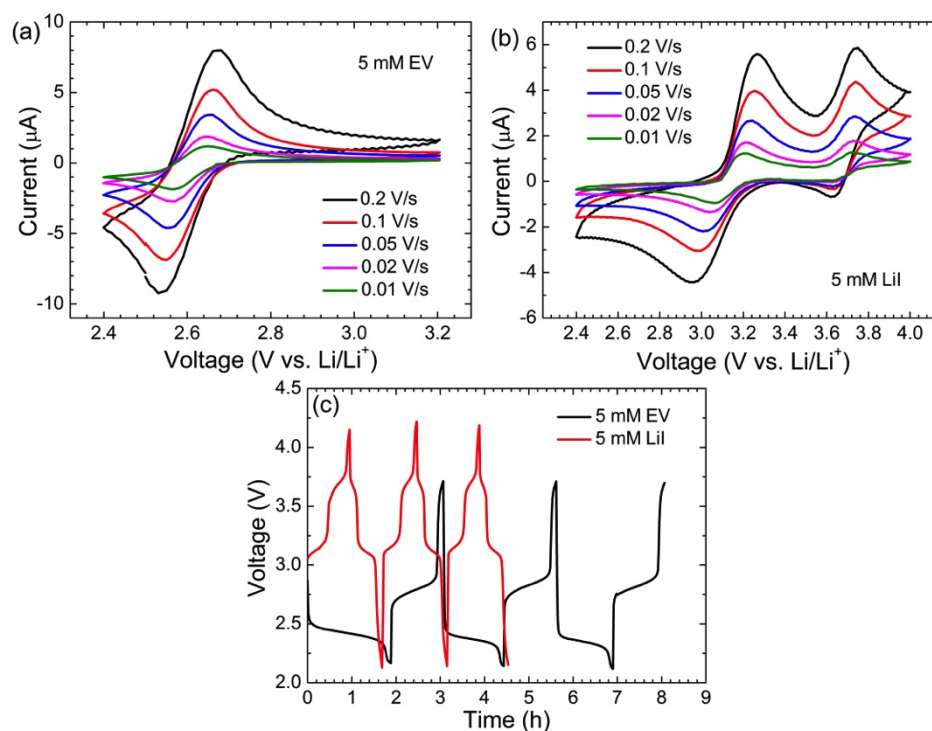 (a)
5 mM EV
10
5
0
-5
-10
Current (μA)
0.2 V/s
0.1 V/s
0.05 V/s
0.02 V/s
0.01 V/s
2.4 2.6 2.8 3.0 3.2
Voltage (V vs. Li/Li⁺)
(b)
6
4
2
0
-2
-4
-6
Current (μA)
0.2 V/s
0.1 V/s
0.05 V/s
0.02 V/s
0.01 V/s
5 mM LiI
2.4 2.6 2.8 3.0 3.2 3.4 3.6 3.8 4.0
Voltage (V vs. Li/Li⁺)
(c)
4.5
4.0
3.5
3.0
2.5
2.0
Voltage (V)
5 mM EV
5 mM LiI
0 1 2 3 4 5 6 7 8 9
Time (h)